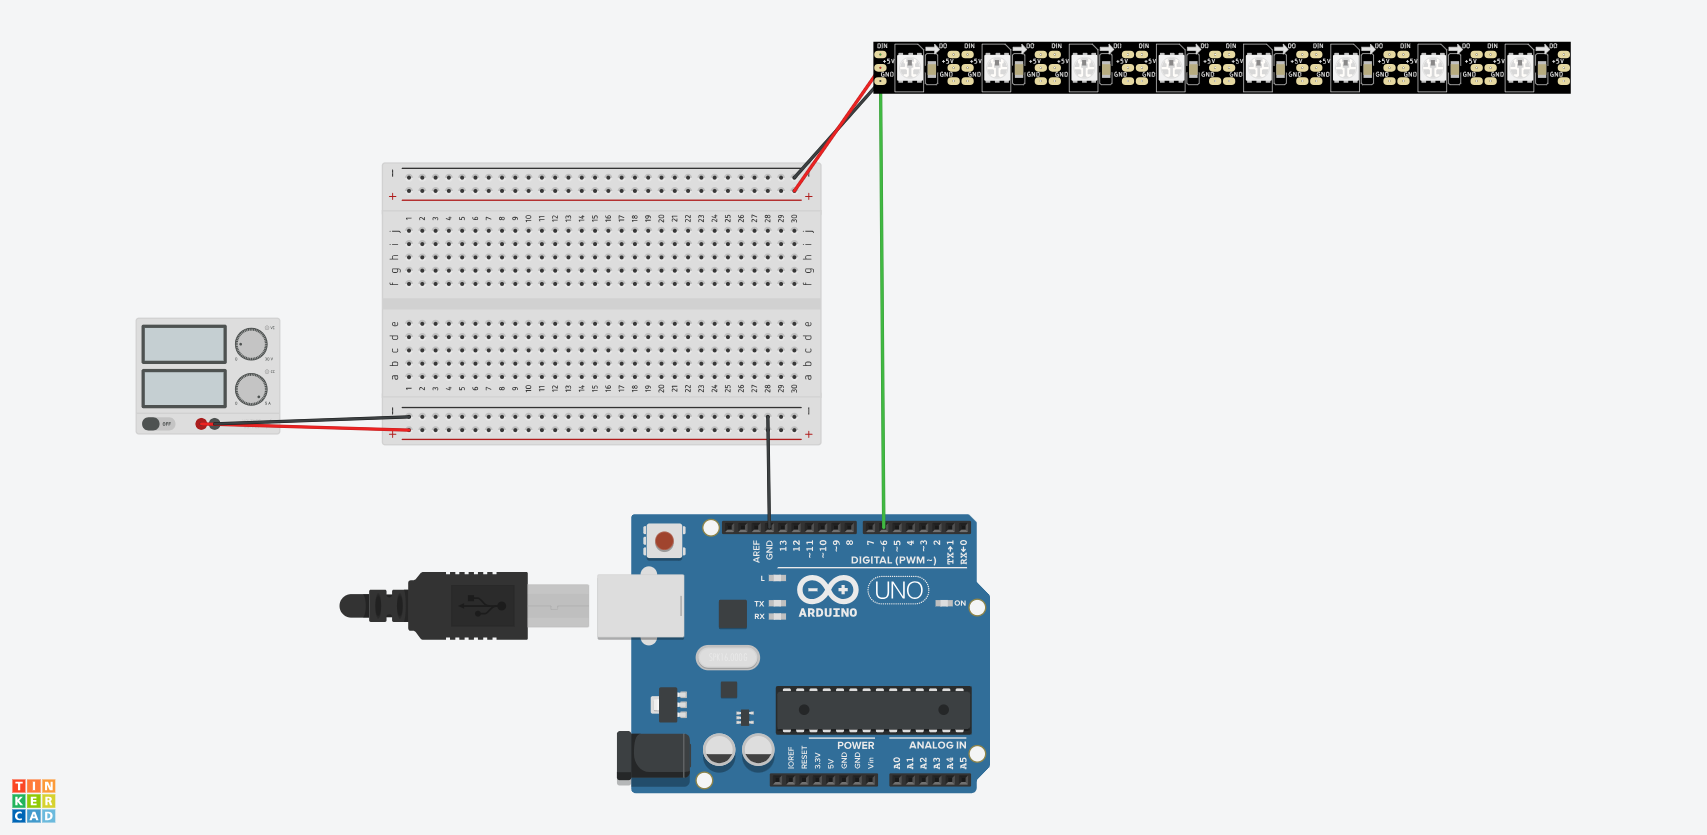 DIN DO DIN DO DIN DO DIN DO DIN DO DIN DO DIN DO DIN DO
+5V +5V +5V +5V +5V +5V +5V +5V +5V
GND GND GND GND GND GND GND GND GND
+ +
1 2 3 4 5 6 7 8 9 10 11 12 13 14 15 16 17 18 19 20 21 22 23 24 25 26 27 28 29 30
j j
i i
h h
g g
f f
e e
d d
c c
b b
a a
1 2 3 4 5 6 7 8 9 10 11 12 13 14 15 16 17 18 19 20 21 22 23 24 25 26 27 28 29 30
+ +
OFF
AREF GND 13 12 ~11 ~10 ~9 8 7 ~6 ~5 4 ~3 2 TX→1 RX←0
DIGITAL (PWM~)
L
TX
RX
ARDUINO
UNO
ON
POWER ANALOG IN
IOREF RESET 3.3V 5V GND GND Vin A0 A1 A2 A3 A4 A5
TIN
KER
CAD